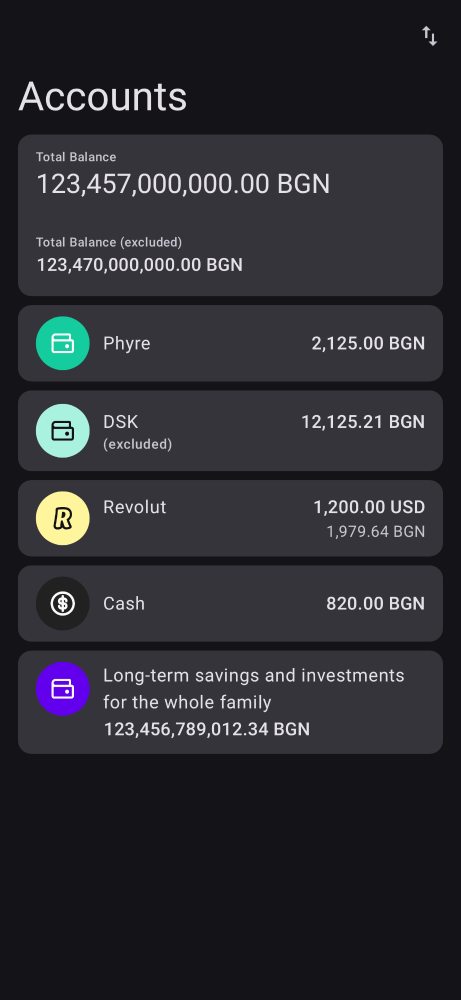 Accounts
Total Balance
123,457,000,000.00 BGN
Total Balance (excluded)
123,470,000,000.00 BGN
Phyre
2,125.00 BGN
DSK
12,125.21 BGN
(excluded)
R
Revolut
1,200.00 USD
1,979.64 BGN
$
Cash
820.00 BGN
Long-term savings and investments
for the whole family
123,456,789,012.34 BGN